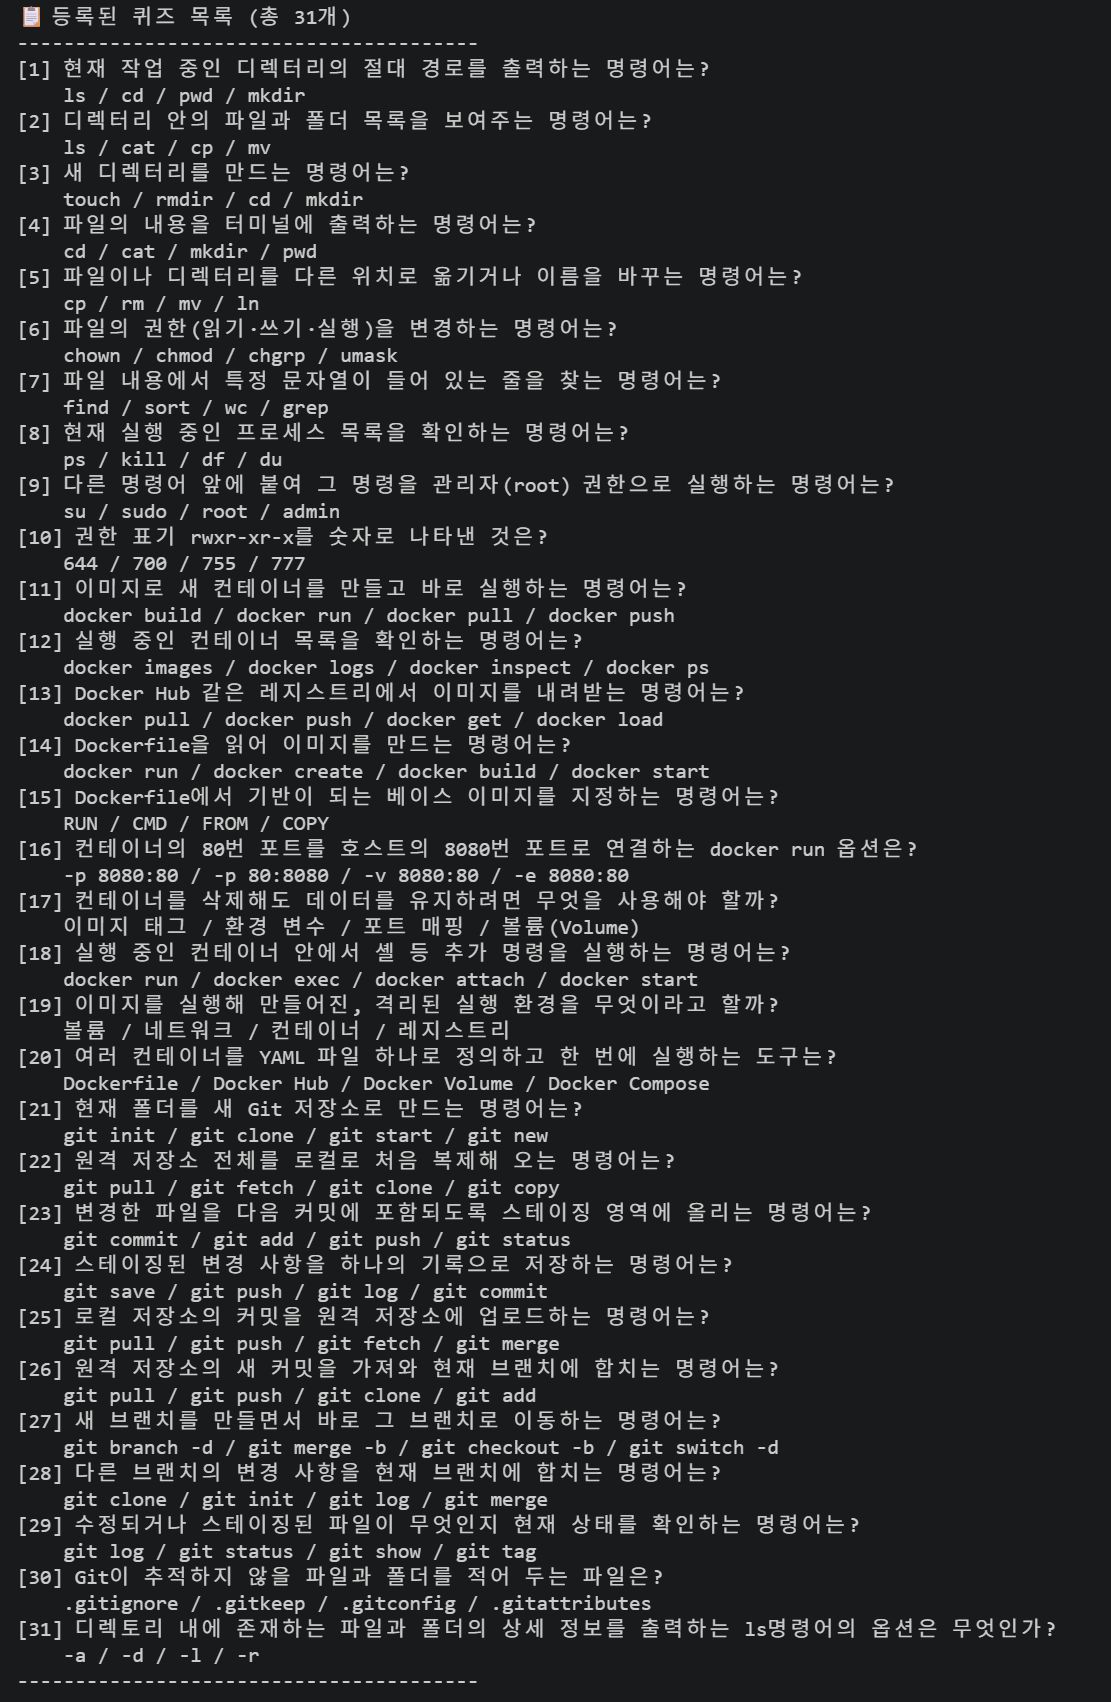 📋 등록된 퀴즈 목록 (총 31개)
----------------------------------------
[1] 현재 작업 중인 디렉터리의 절대 경로를 출력하는 명령어는?
    ls / cd / pwd / mkdir
[2] 디렉터리 안의 파일과 폴더 목록을 보여주는 명령어는?
    ls / cat / cp / mv
[3] 새 디렉터리를 만드는 명령어는?
    touch / rmdir / cd / mkdir
[4] 파일의 내용을 터미널에 출력하는 명령어는?
    cd / cat / mkdir / pwd
[5] 파일이나 디렉터리를 다른 위치로 옮기거나 이름을 바꾸는 명령어는?
    cp / rm / mv / ln
[6] 파일의 권한(읽기·쓰기·실행)을 변경하는 명령어는?
    chown / chmod / chgrp / umask
[7] 파일 내용에서 특정 문자열이 들어 있는 줄을 찾는 명령어는?
    find / sort / wc / grep
[8] 현재 실행 중인 프로세스 목록을 확인하는 명령어는?
    ps / kill / df / du
[9] 다른 명령어 앞에 붙여 그 명령을 관리자(root) 권한으로 실행하는 명령어는?
    su / sudo / root / admin
[10] 권한 표기 rwxr-xr-x를 숫자로 나타낸 것은?
    644 / 700 / 755 / 777
[11] 이미지로 새 컨테이너를 만들고 바로 실행하는 명령어는?
    docker build / docker run / docker pull / docker push
[12] 실행 중인 컨테이너 목록을 확인하는 명령어는?
    docker images / docker logs / docker inspect / docker ps
[13] Docker Hub 같은 레지스트리에서 이미지를 내려받는 명령어는?
    docker pull / docker push / docker get / docker load
[14] Dockerfile을 읽어 이미지를 만드는 명령어는?
    docker run / docker create / docker build / docker start
[15] Dockerfile에서 기반이 되는 베이스 이미지를 지정하는 명령어는?
    RUN / CMD / FROM / COPY
[16] 컨테이너의 80번 포트를 호스트의 8080번 포트로 연결하는 docker run 옵션은?
    -p 8080:80 / -p 80:8080 / -v 8080:80 / -e 8080:80
[17] 컨테이너를 삭제해도 데이터를 유지하려면 무엇을 사용해야 할까?
    이미지 태그 / 환경 변수 / 포트 매핑 / 볼륨(Volume)
[18] 실행 중인 컨테이너 안에서 셸 등 추가 명령을 실행하는 명령어는?
    docker run / docker exec / docker attach / docker start
[19] 이미지를 실행해 만들어진, 격리된 실행 환경을 무엇이라고 할까?
    볼륨 / 네트워크 / 컨테이너 / 레지스트리
[20] 여러 컨테이너를 YAML 파일 하나로 정의하고 한 번에 실행하는 도구는?
    Dockerfile / Docker Hub / Docker Volume / Docker Compose
[21] 현재 폴더를 새 Git 저장소로 만드는 명령어는?
    git init / git clone / git start / git new
[22] 원격 저장소 전체를 로컬로 처음 복제해 오는 명령어는?
    git pull / git fetch / git clone / git copy
[23] 변경한 파일을 다음 커밋에 포함되도록 스테이징 영역에 올리는 명령어는?
    git commit / git add / git push / git status
[24] 스테이징된 변경 사항을 하나의 기록으로 저장하는 명령어는?
    git save / git push / git log / git commit
[25] 로컬 저장소의 커밋을 원격 저장소에 업로드하는 명령어는?
    git pull / git push / git fetch / git merge
[26] 원격 저장소의 새 커밋을 가져와 현재 브랜치에 합치는 명령어는?
    git pull / git push / git clone / git add
[27] 새 브랜치를 만들면서 바로 그 브랜치로 이동하는 명령어는?
    git branch -d / git merge -b / git checkout -b / git switch -d
[28] 다른 브랜치의 변경 사항을 현재 브랜치에 합치는 명령어는?
    git clone / git init / git log / git merge
[29] 수정되거나 스테이징된 파일이 무엇인지 현재 상태를 확인하는 명령어는?
    git log / git status / git show / git tag
[30] Git이 추적하지 않을 파일과 폴더를 적어 두는 파일은?
    .gitignore / .gitkeep / .gitconfig / .gitattributes
[31] 디렉토리 내에 존재하는 파일과 폴더의 상세 정보를 출력하는 ls명령어의 옵션은 무엇인가?
    -a / -d / -l / -r
----------------------------------------